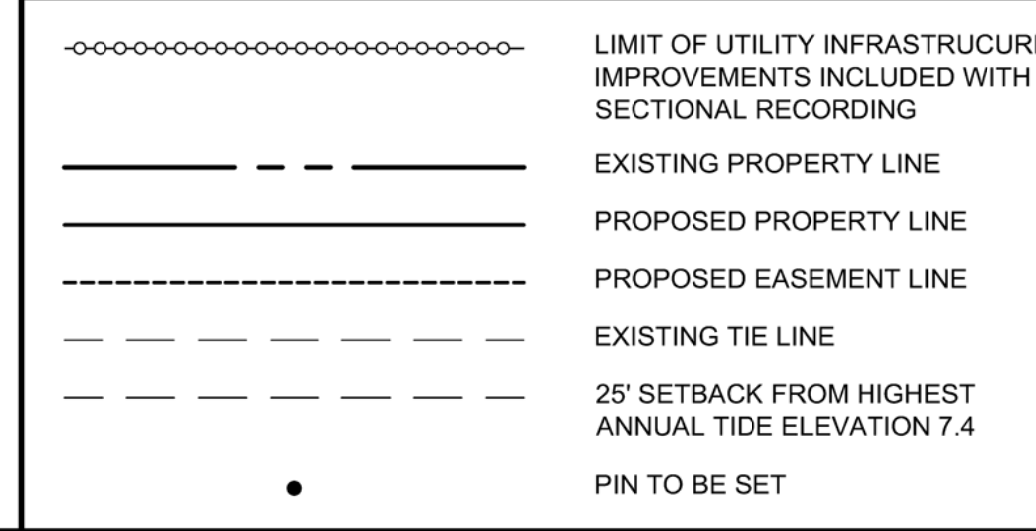 LIMIT OF UTILITY INFRASTRUCUR
IMPROVEMENTS INCLUDED WITH
SECTIONAL RECORDING
EXISTING PROPERTY LINE
PROPOSED PROPERTY LINE
PROPOSED EASEMENT LINE
EXISTING TIE LINE
25' SETBACK FROM HIGHEST
ANNUAL TIDE ELEVATION 7.4
PIN TO BE SET